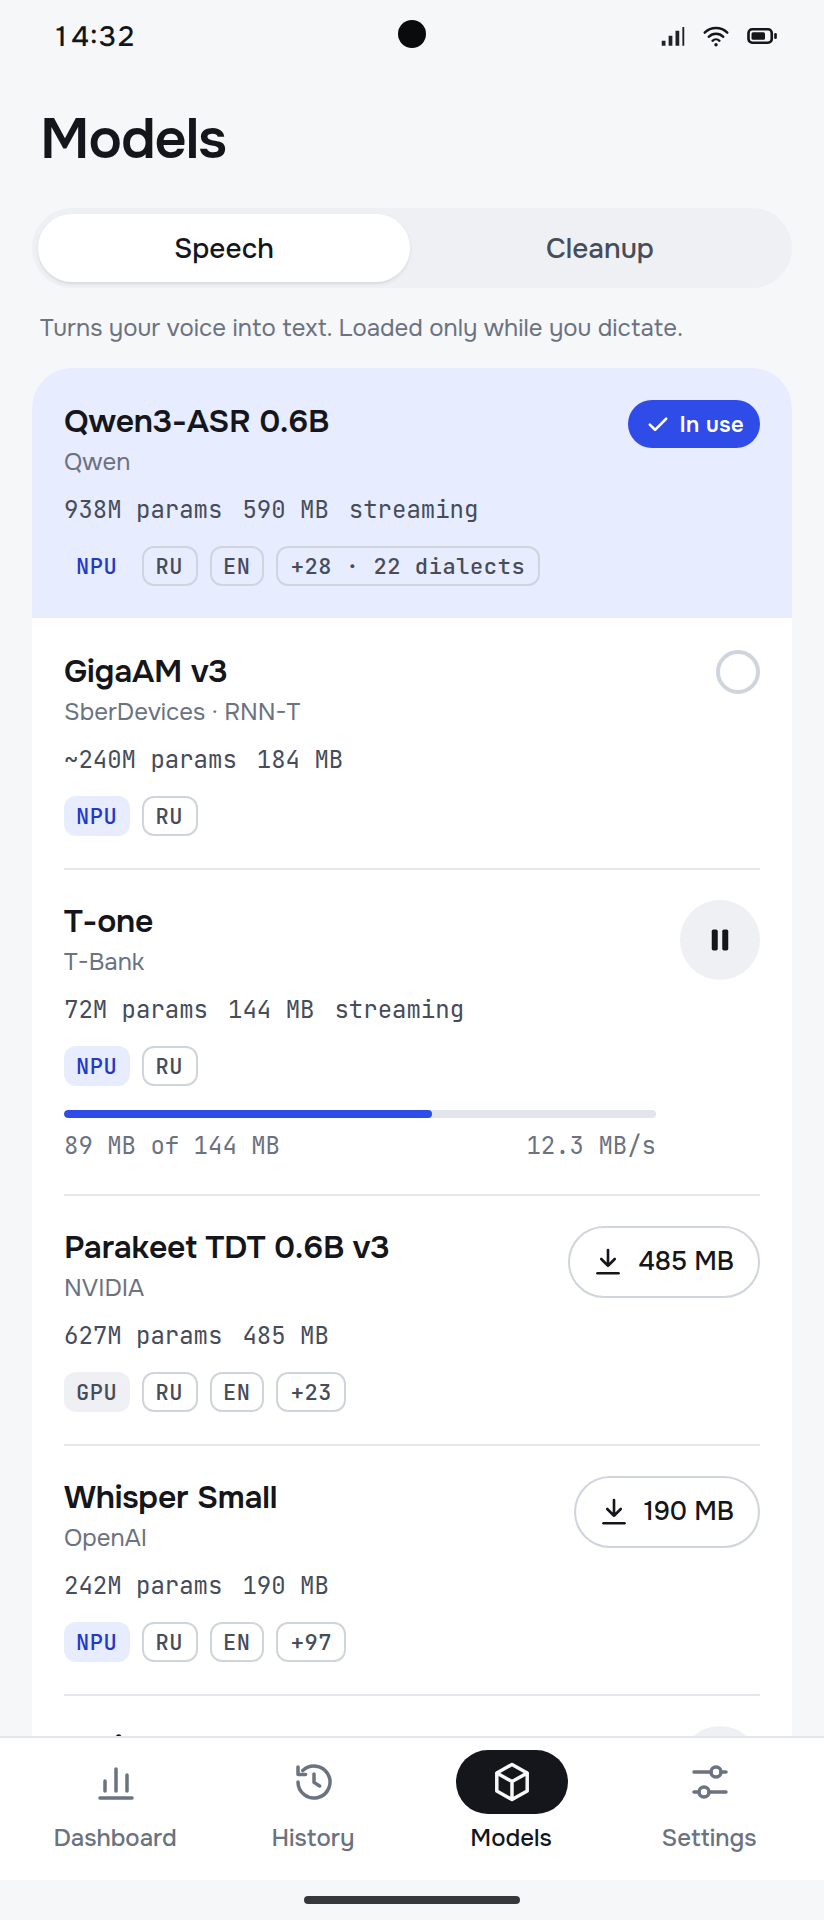 14:32
Models
Speech
Cleanup
Turns your voice into text. Loaded only while you dictate.
Qwen3-ASR 0.6B
In use
Qwen
938M params 590 MB streaming
NPU RU EN +28 · 22 dialects
GigaAM v3
SberDevices · RNN-T
~240M params 184 MB
NPU RU
T-one
T-Bank
72M params 144 MB streaming
NPU RU
89 MB of 144 MB
12.3 MB/s
Parakeet TDT 0.6B v3
485 MB
NVIDIA
627M params 485 MB
GPU RU EN +23
Whisper Small
190 MB
OpenAI
242M params 190 MB
NPU RU EN +97
Dashboard
History
Models
Settings